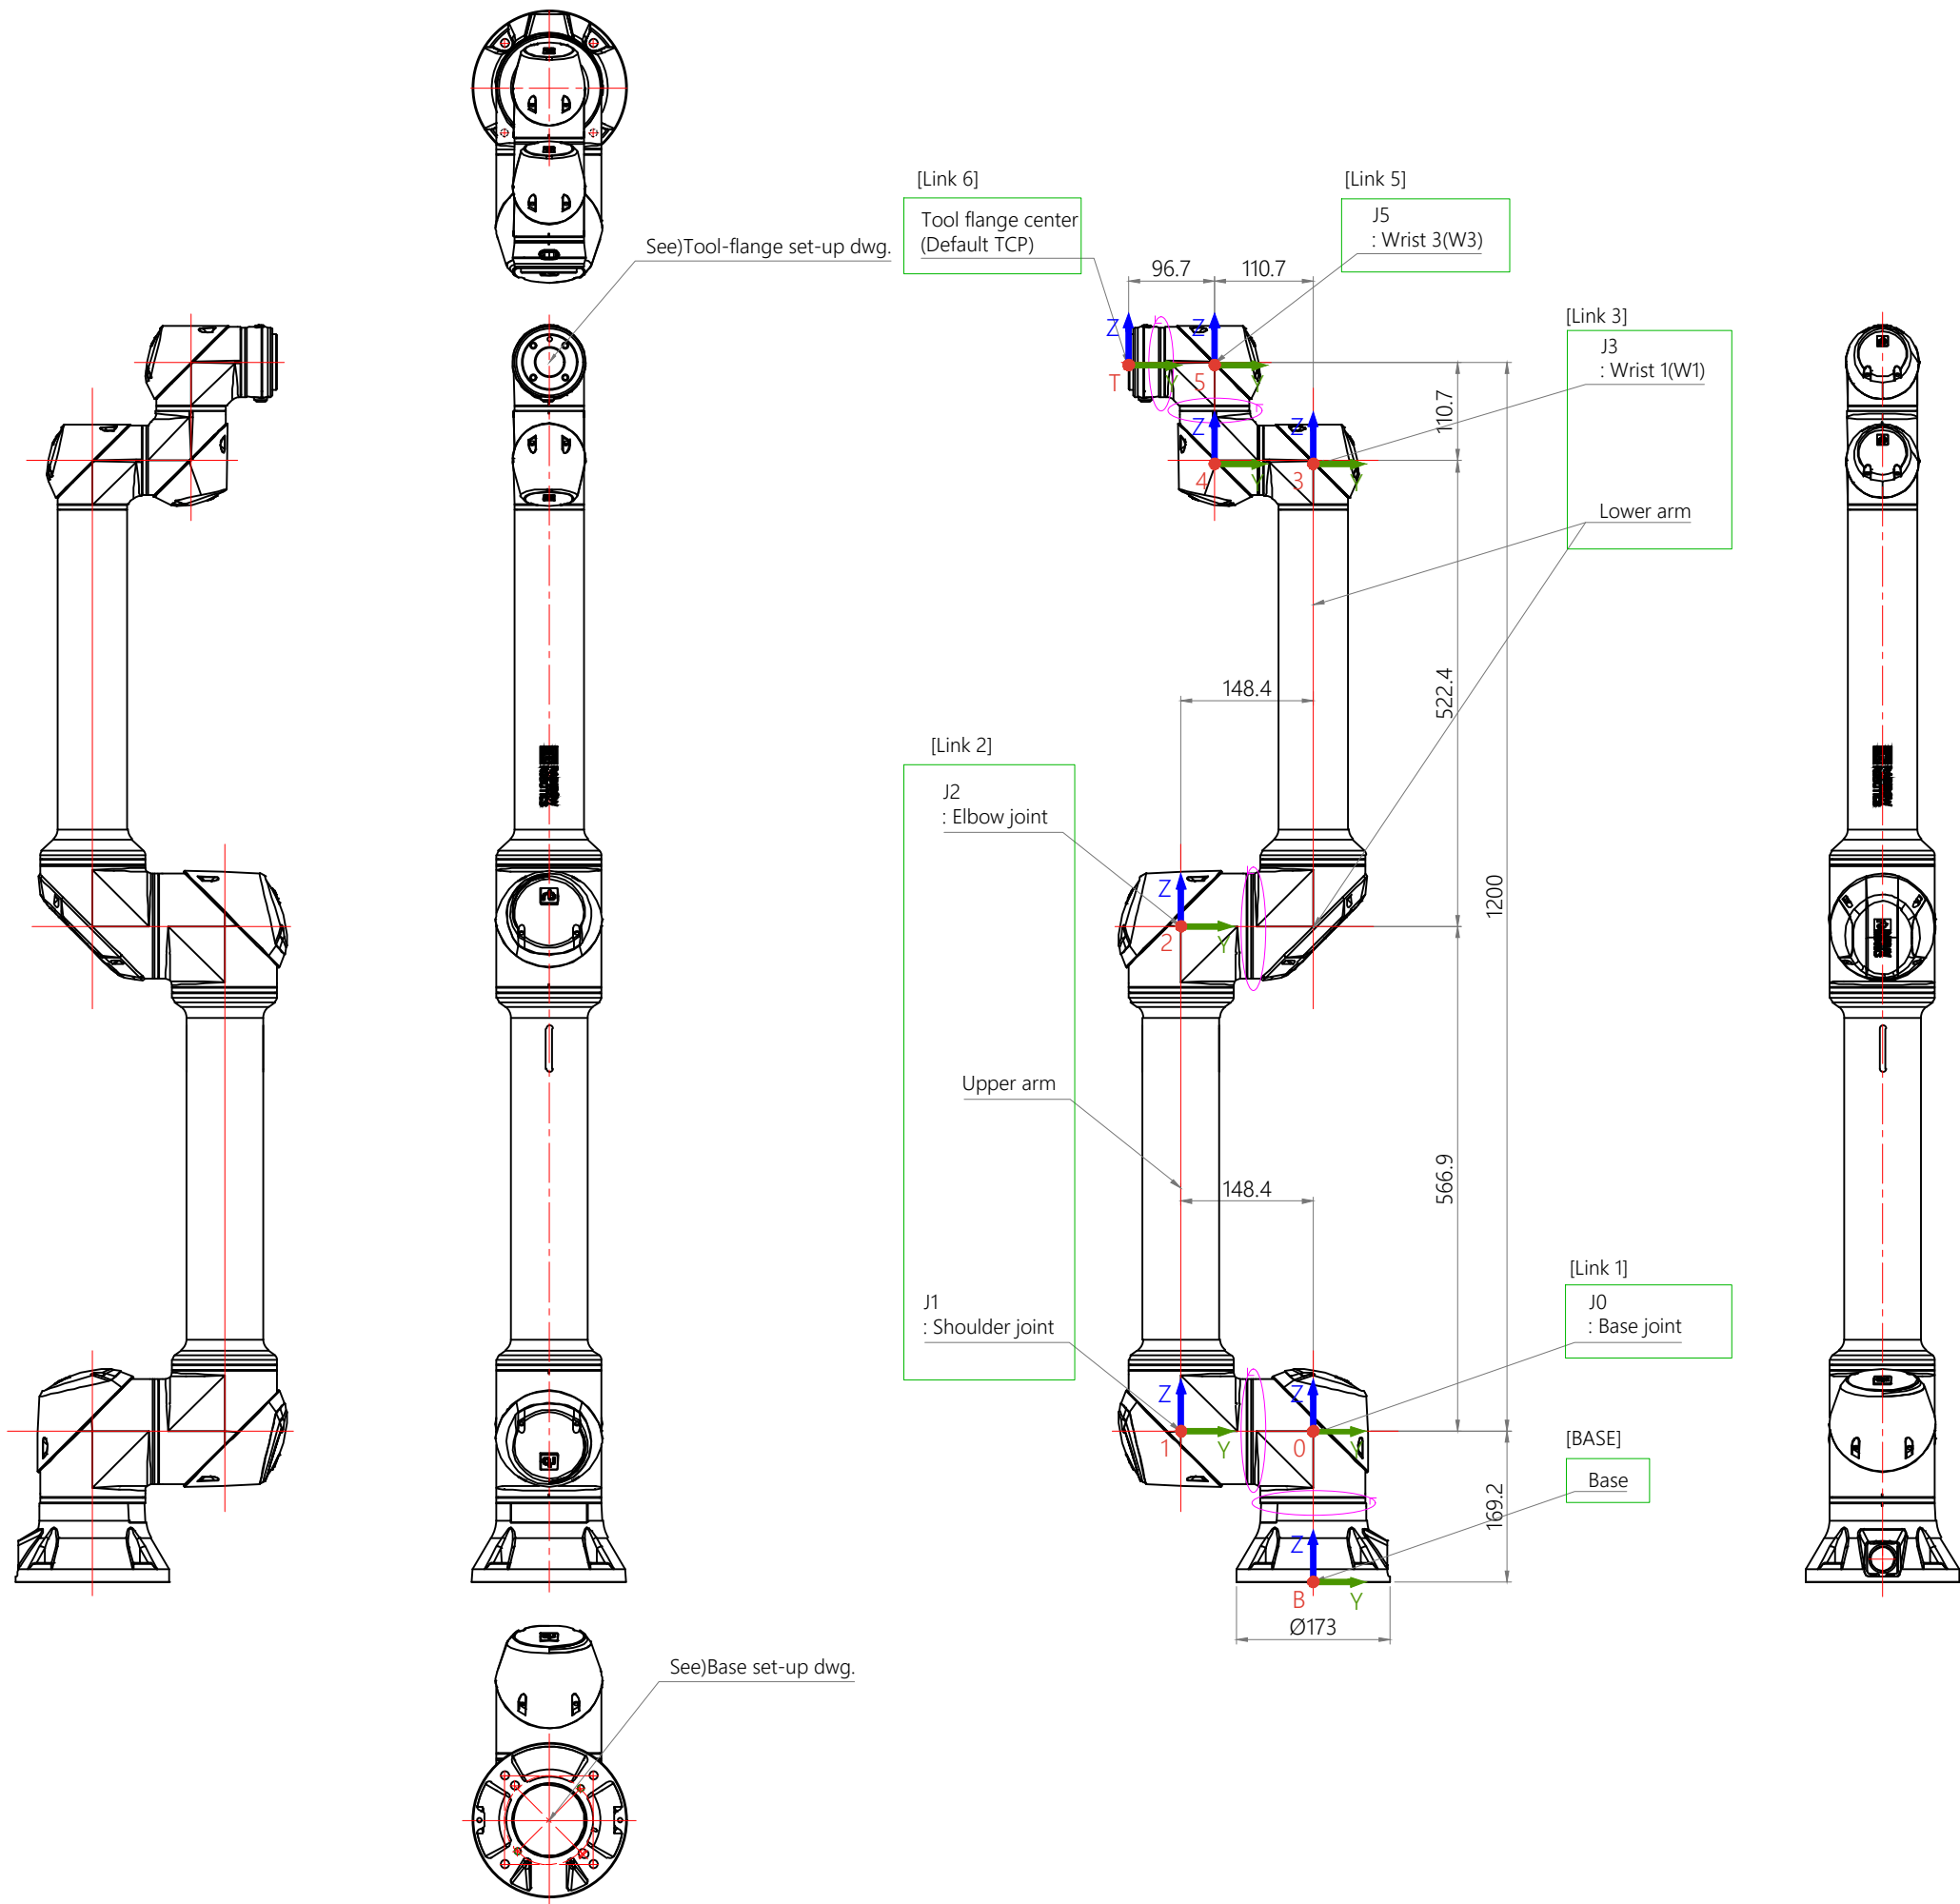 [Link 6]
Tool flange center
(Default TCP)
[Link 5]
J5
: Wrist 3(W3)
See)Tool-flange set-up dwg.
96.7
110.7
[Link 3]
J3
: Wrist 1(W1)
Z
Z
T
Y
5
Y
110.7
Z
Z
4
Y
3
Y
Lower arm
522.4
148.4
[Link 2]
J2
: Elbow joint
1200
Z
2
Y
Upper arm
566.9
148.4
[Link 1]
J0
: Base joint
J1
: Shoulder joint
Z
Z
1
Y
0
Y
[BASE]
Base
169.2
Z
B
Y
Ø173
See)Base set-up dwg.